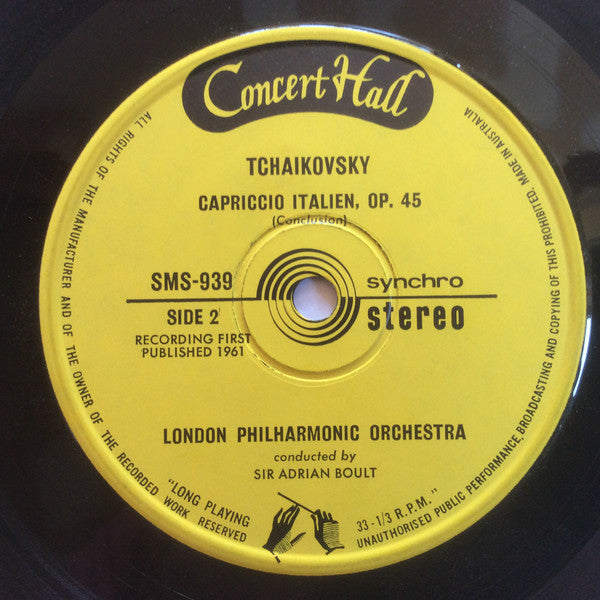 Concert Hall
TCHAIKOVSKY
CAPRICCIO ITALIEN, OP. 45
(Conclusion)
SMS-939
SIDE 2
RECORDING FIRST
PUBLISHED 1961
synchro
stereo
LONDON PHILHARMONIC ORCHESTRA
conducted by
SIR ADRIAN BOULT
"LONG PLAYING
33-1/3 R.P.M."
ALL RIGHTS OF THE MANUFACTURER AND OF THE OWNER OF THE RECORDED WORK RESERVED
UNAUTHORISED PUBLIC PERFORMANCE, BROADCASTING AND COPYING OF THIS PROHIBITED. MADE IN AUSTRALIA